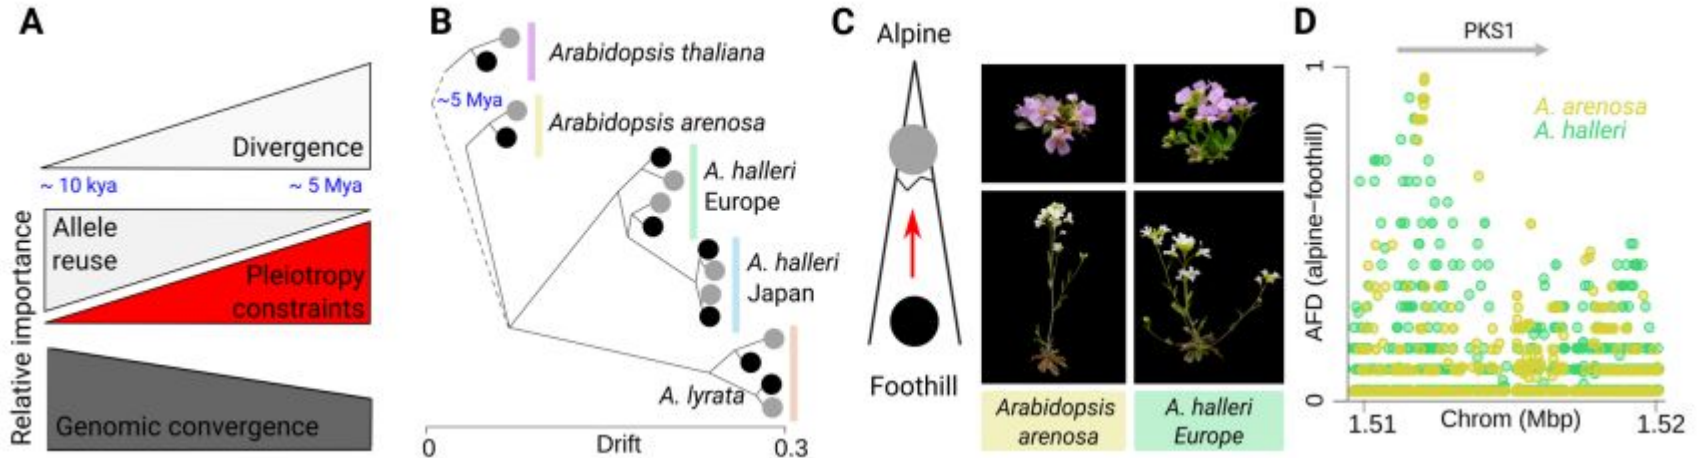 A
Divergence
~ 10 kya
~ 5 Mya
Relative importance
Allele
reuse
Pleiotropy
constraints
Genomic convergence
B
Arabidopsis thaliana
~5 Mya
Arabidopsis arenosa
A. halleri
Europe
A. halleri
Japan
A. lyrata
0
Drift
0.3
C
Alpine
Foothill
Arabidopsis
arenosa
A. halleri
Europe
D
PKS1
1
A. arenosa
A. halleri
AFD (alpine−foothill)
0
1.51
Chrom (Mbp)
1.52